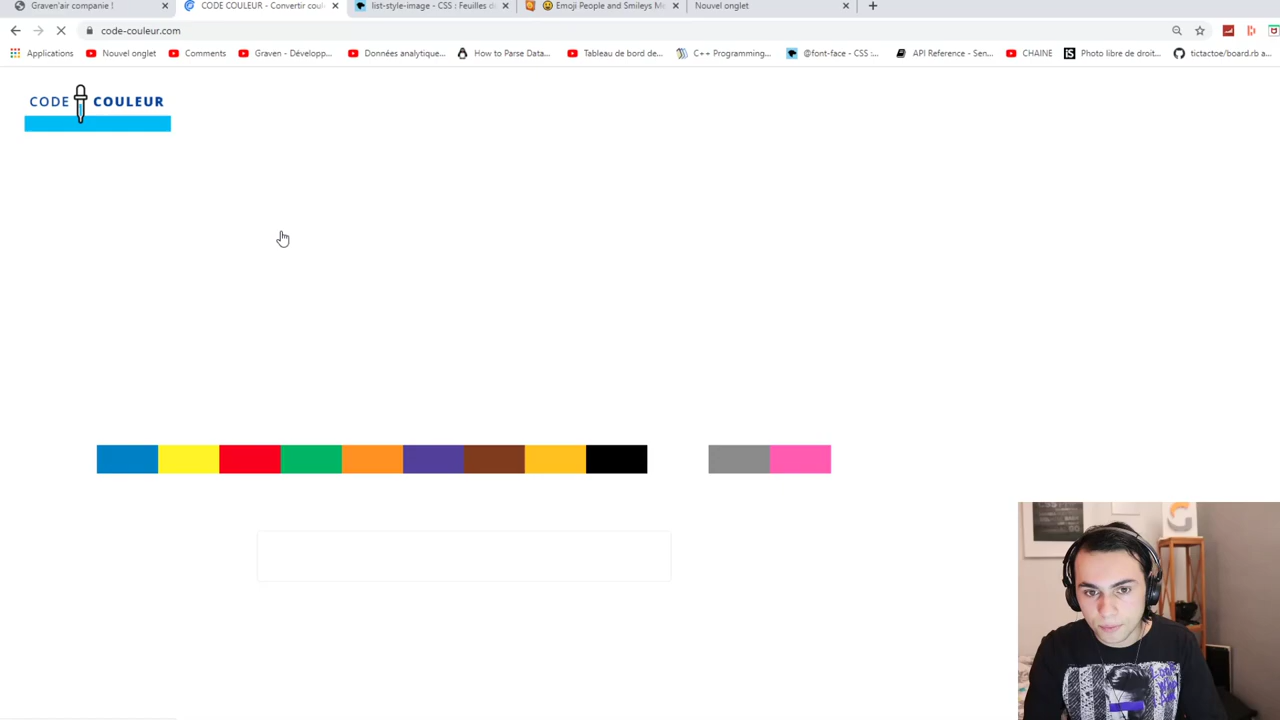 Graven'air companie !
CODE COULEUR - Convertir coul
list-style-image - CSS : Feuilles d
Emoji People and Smileys Me
Nouvel onglet
code-couleur.com
Applications
Nouvel onglet
Comments
Graven - Développ...
Données analytique...
How to Parse Data...
Tableau de bord de...
C++ Programming...
@font-face - CSS :...
API Reference - Sen...
CHAINE
Photo libre de droit...
tictactoe/board.rb a...
CODE COULEUR